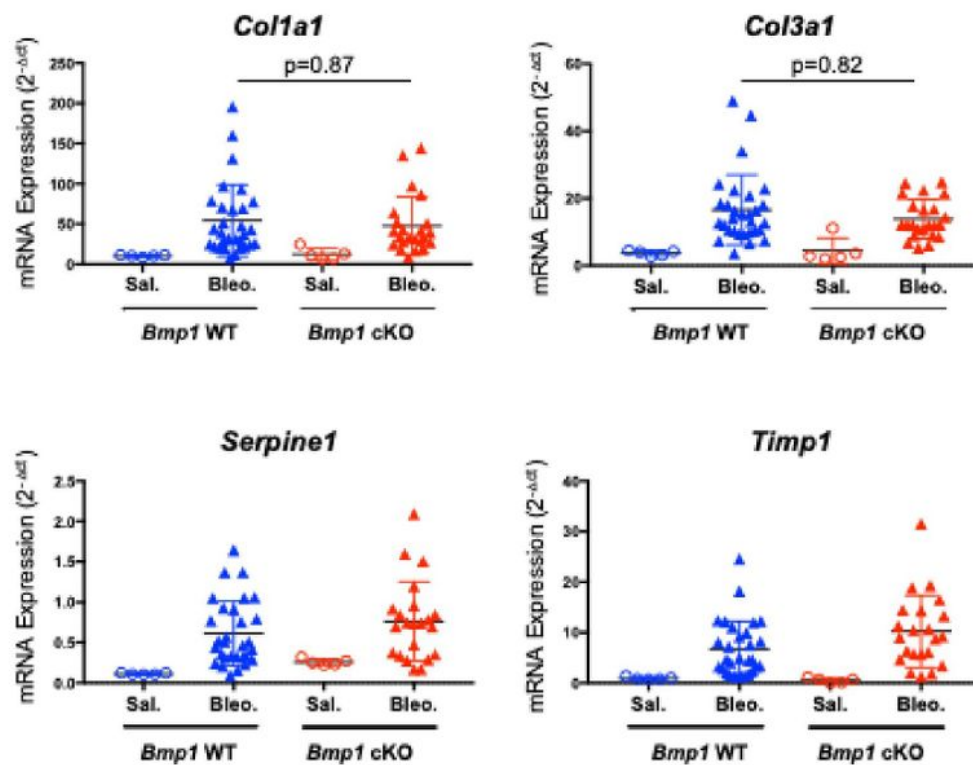 Col1a1
Col3a1
p=0.87
p=0.82
mRNA Expression (2^-Δct)
250
200
150
100
50
0
Sal.
Bleo.
Sal.
Bleo.
Bmp1 WT
Bmp1 cKO
mRNA Expression (2^-Δct)
60
40
20
0
Sal.
Bleo.
Sal.
Bleo.
Bmp1 WT
Bmp1 cKO
Serpine1
Timp1
mRNA Expression (2^-Δct)
2.5
2.0
1.5
1.0
0.5
0.0
Sal.
Bleo.
Sal.
Bleo.
Bmp1 WT
Bmp1 cKO
mRNA Expression (2^-Δct)
40
30
20
10
0
Sal.
Bleo.
Sal.
Bleo.
Bmp1 WT
Bmp1 cKO